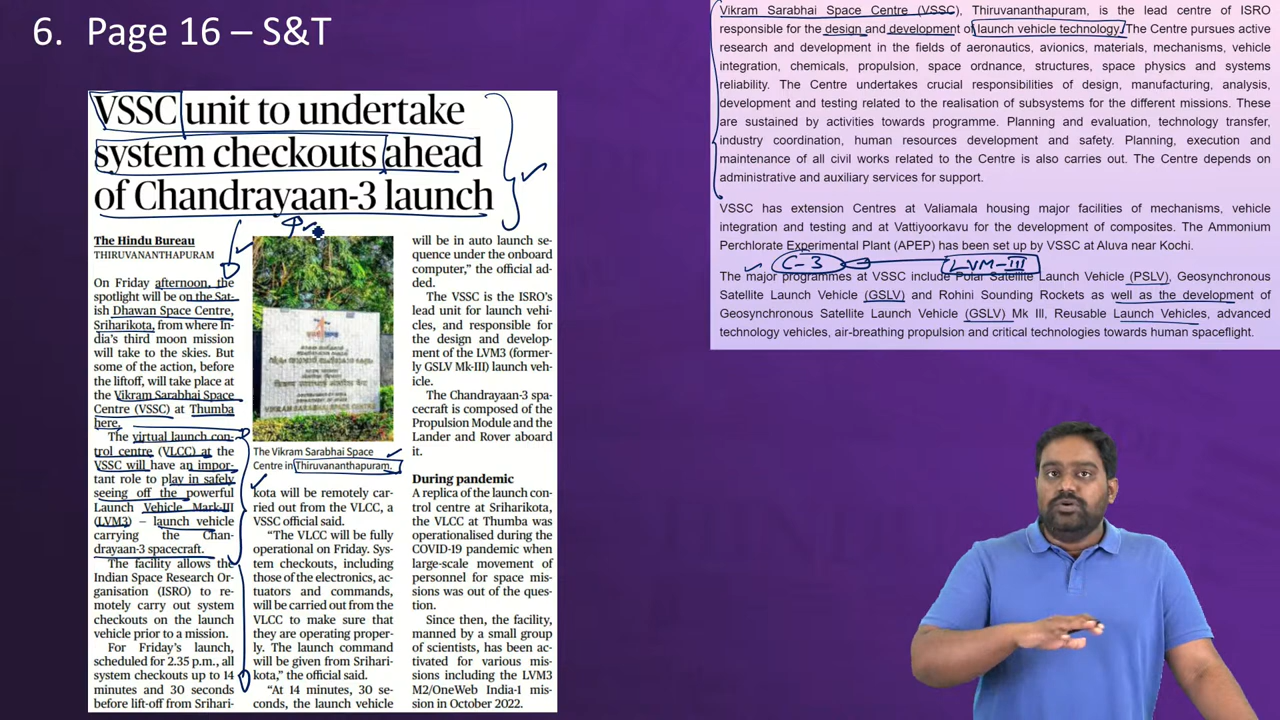 6. Page 16 – S&T
VSSC unit to undertake
system checkouts ahead
of Chandrayaan-3 launch
The Hindu Bureau
THIRUVANANTHAPURAM
On Friday afternoon, the
spotlight will be on the Sat-
ish Dhawan Space Centre,
Sriharikota, from where In-
dia's third moon mission
will take to the skies. But
some of the action, before
the liftoff, will take place at
the Vikram Sarabhai Space
Centre (VSSC) at Thumba
here.
The virtual launch con-
trol centre (VLCC) at the
VSSC will have an impor-
tant role to play in safely
seeing off the powerful
Launch Vehicle Mark-III
(LVM3) – launch vehicle
carrying the Chan-
drayaan-3 spacecraft.
The facility allows the
Indian Space Research Or-
ganisation (ISRO) to re-
motely carry out system
checkouts on the launch
vehicle prior to a mission.
For Friday's launch,
scheduled for 2.35 p.m., all
system checkouts up to 14
minutes and 30 seconds
before lift-off from Srihari-
VIKRAM SARABHAI SPACE CENTRE
The Vikram Sarabhai Space
Centre in Thiruvananthapuram.
kota will be remotely car-
ried out from the VLCC, a
VSSC official said.
"The VLCC will be fully
operational on Friday. Sys-
tem checkouts, including
those of the electronics, ac-
tuators and commands,
will be carried out from the
VLCC to make sure that
they are operating proper-
ly. The launch command
will be given from Srihari-
kota," the official said.
"At 14 minutes, 30 se-
conds, the launch vehicle
will be in auto launch se-
quence under the onboard
computer," the official ad-
ded.
The VSSC is the ISRO's
lead unit for launch vehi-
cles, and responsible for
the design and develop-
ment of the LVM3 (former-
ly GSLV Mk-III) launch veh-
icle.
The Chandrayaan-3 spa-
cecraft is composed of the
Propulsion Module and the
Lander and Rover aboard
it.
During pandemic
A replica of the launch con-
trol centre at Sriharikota,
the VLCC at Thumba was
operationalised during the
COVID-19 pandemic when
large-scale movement of
personnel for space mis-
sions was out of the ques-
tion.
Since then, the facility,
manned by a small group
of scientists, has been ac-
tivated for various mis-
sions including the LVM3
M2/OneWeb India-1 mis-
sion in October 2022.
Vikram Sarabhai Space Centre (VSSC), Thiruvananthapuram, is the lead centre of ISRO
responsible for the design and development of launch vehicle technology. The Centre pursues active
research and development in the fields of aeronautics, avionics, materials, mechanisms, vehicle
integration, chemicals, propulsion, space ordnance, structures, space physics and systems
reliability. The Centre undertakes crucial responsibilities of design, manufacturing, analysis,
development and testing related to the realisation of subsystems for the different missions. These
are sustained by activities towards programme. Planning and evaluation, technology transfer,
industry coordination, human resources development and safety. Planning, execution and
maintenance of all civil works related to the Centre is also carries out. The Centre depends on
administrative and auxiliary services for support.
VSSC has extension Centres at Valiamala housing major facilities of mechanisms, vehicle
integration and testing and at Vattiyoorkavu for the development of composites. The Ammonium
Perchlorate Experimental Plant (APEP) has been set up by VSSC at Aluva near Kochi.
C-3 LVM-III
The major programmes at VSSC include Polar Satellite Launch Vehicle (PSLV), Geosynchronous
Satellite Launch Vehicle (GSLV) and Rohini Sounding Rockets as well as the development of
Geosynchronous Satellite Launch Vehicle (GSLV) Mk III, Reusable Launch Vehicles, advanced
technology vehicles, air-breathing propulsion and critical technologies towards human spaceflight.